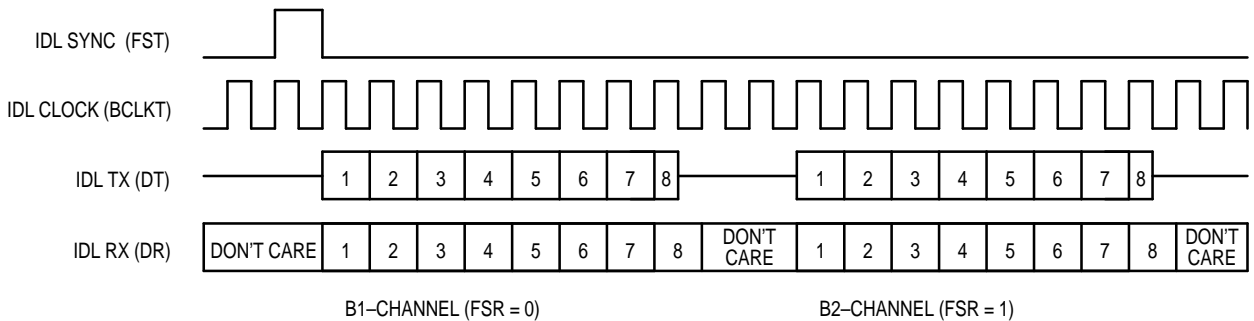 IDL SYNC (FST)
IDL CLOCK (BCLKT)
IDL TX (DT) 1 2 3 4 5 6 7 8 1 2 3 4 5 6 7 8
IDL RX (DR) DON'T CARE 1 2 3 4 5 6 7 8 DON'T CARE 1 2 3 4 5 6 7 8 DON'T CARE
B1–CHANNEL (FSR = 0) B2–CHANNEL (FSR = 1)